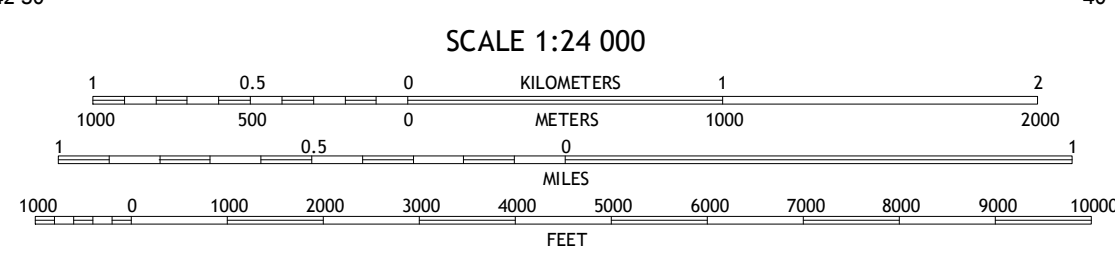 SCALE 1:24 000
1 0.5 0 KILOMETERS 1 2
1000 500 0 METERS 1000 2000
1 0.5 0 1
MILES
1000 0 1000 2000 3000 4000 5000 6000 7000 8000 9000 10000
FEET